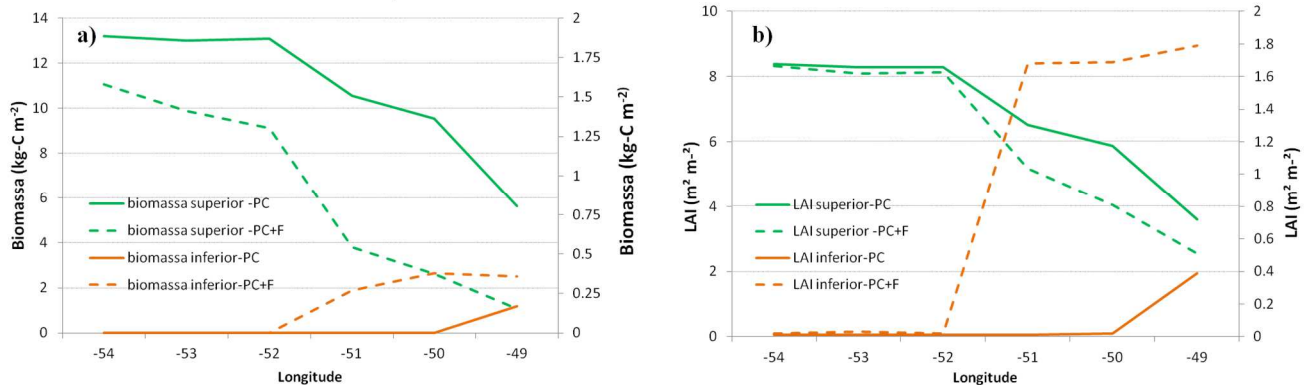 a)
Biomassa (kg-C m⁻²)
14
12
10
8
6
4
2
0
biomassa superior -PC
biomassa superior -PC+F
biomassa inferior-PC
biomassa inferior-PC+F
2
1.75
1.5
1.25
1
0.75
0.5
0.25
0
Biomassa (kg-C m⁻²)
-54 -53 -52 -51 -50 -49
Longitude
b)
LAI (m² m-²)
10
8
6
4
2
0
LAI superior-PC
LAI superior -PC+F
LAI inferior-PC
LAI inferior-PC+F
2
1.8
1.6
1.4
1.2
1
0.8
0.6
0.4
0.2
0
LAI (m² m-²)
-54 -53 -52 -51 -50 -49
Longitude